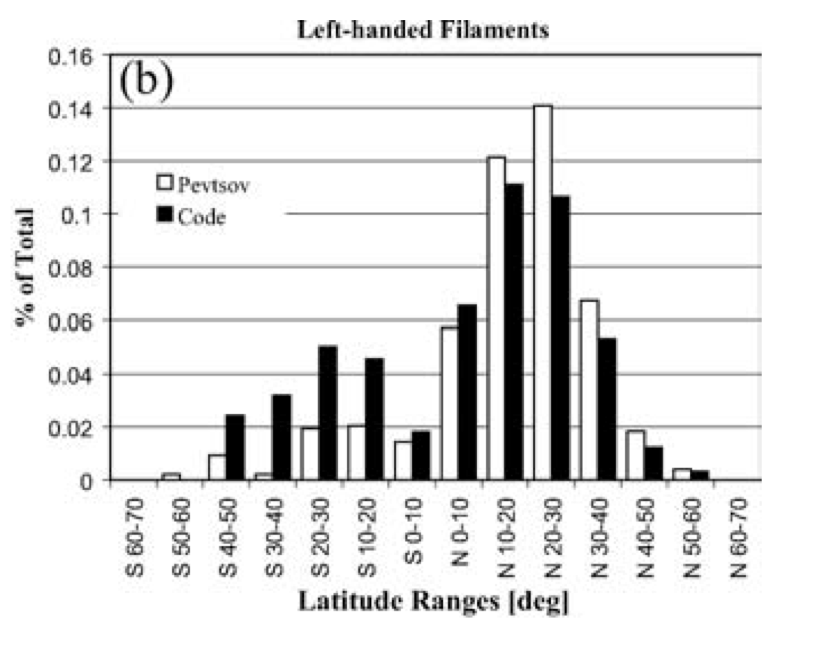 Left-handed Filaments
(b)
0.16
0.14
0.12
0.1
0.08
0.06
0.04
0.02
0
% of Total
Pevtsov
Code
S 60-70
S 50-60
S 40-50
S 30-40
S 20-30
S 10-20
S 0-10
N 0-10
N 10-20
N 20-30
N 30-40
N 40-50
N 50-60
N 60-70
Latitude Ranges [deg]